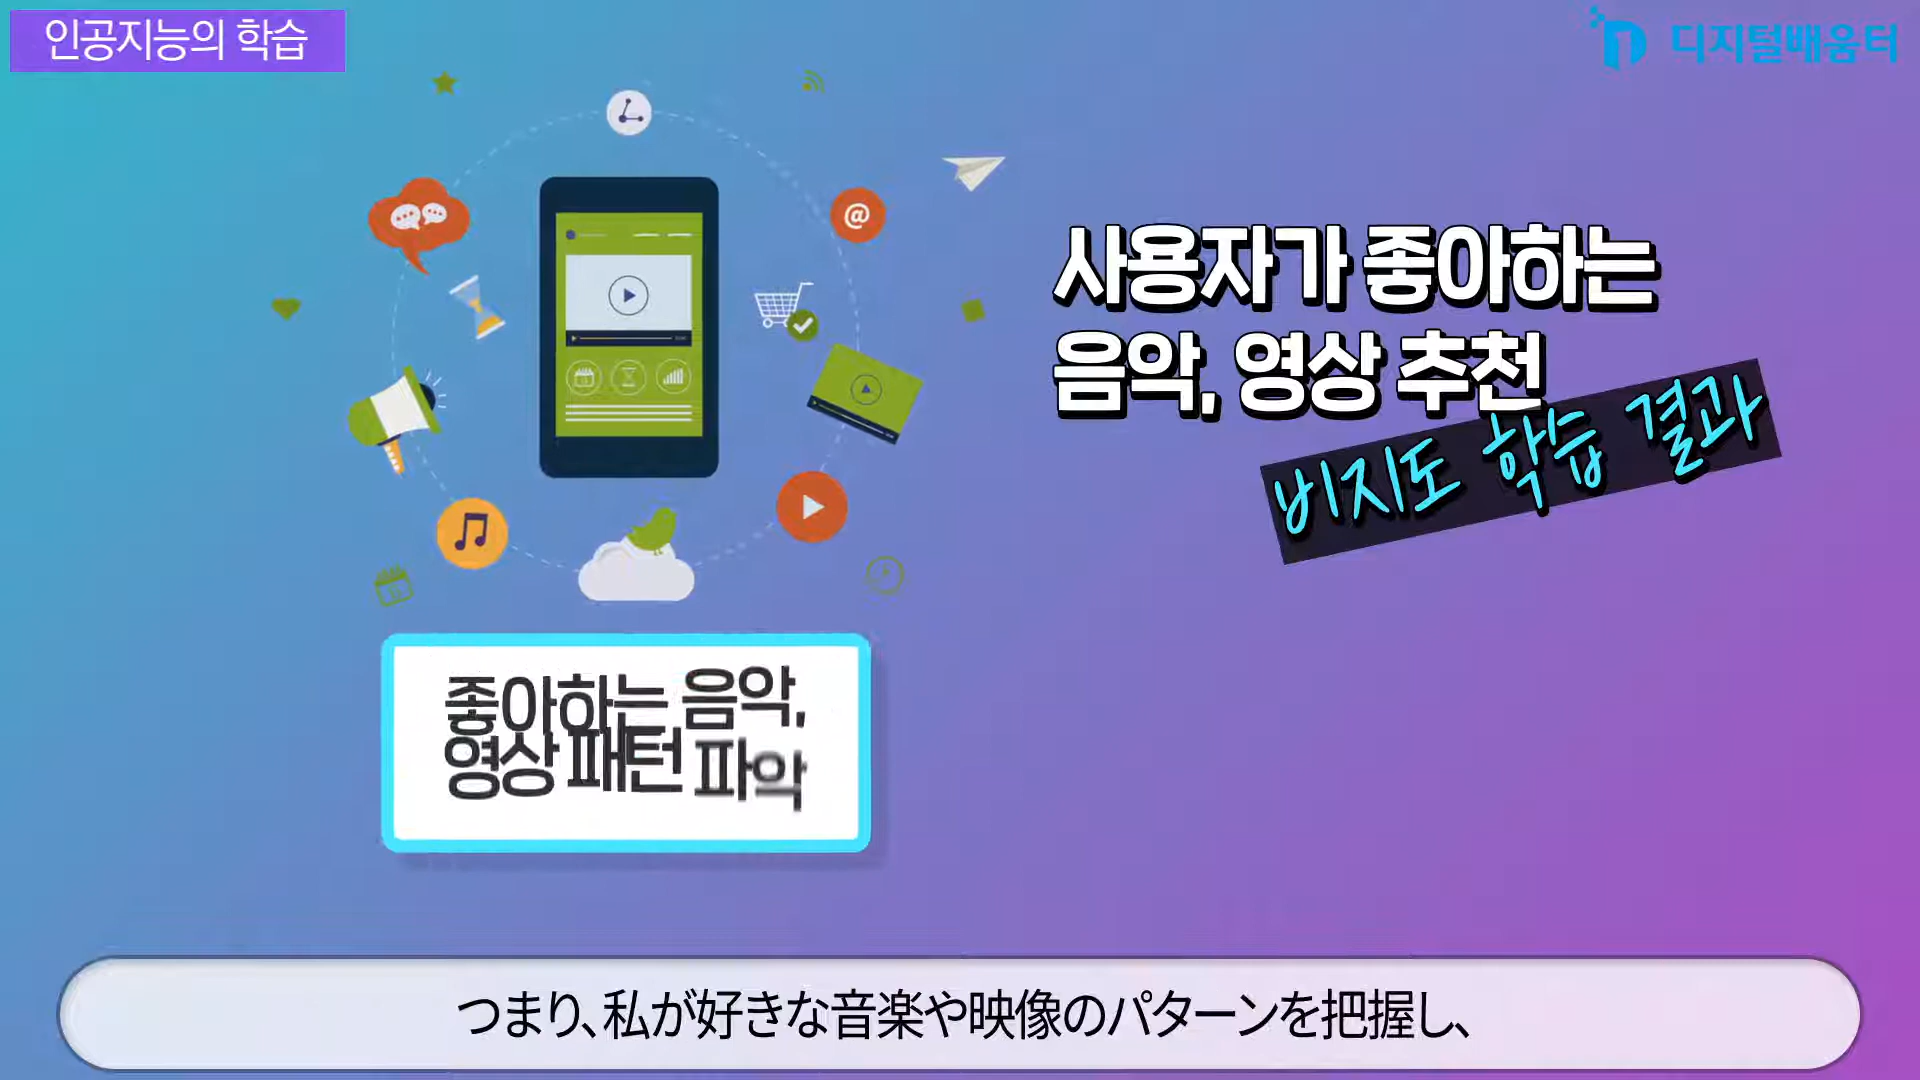 인공지능의 학습
디지털배움터
@
사용자가 좋아하는
음악, 영상 추천
비지도 학습 결과
좋아하는 음악,
영상 패턴 파악
つまり、私が好きな音楽や映像のパターンを把握し、